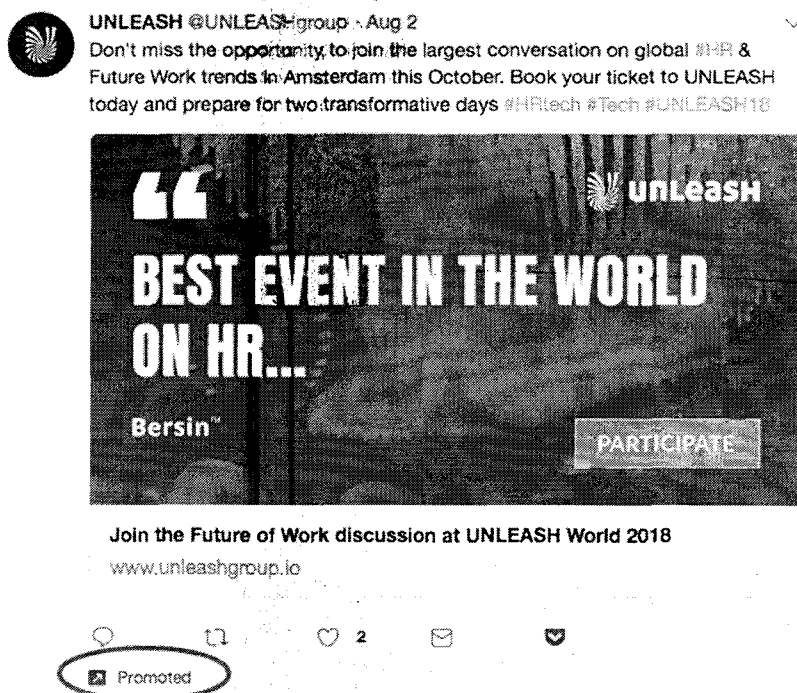 UNLEASH @UNLEASHgroup · Aug 2
Don't miss the opportunity to join the largest conversation on global #HR &
Future Work trends in Amsterdam this October. Book your ticket to UNLEASH
today and prepare for two transformative days #HRtech #Tech #UNLEASH18
“
unLeaSH
BEST EVENT IN THE WORLD
ON HR...
Bersin™
PARTICIPATE
Join the Future of Work discussion at UNLEASH World 2018
www.unleashgroup.io
2
Promoted